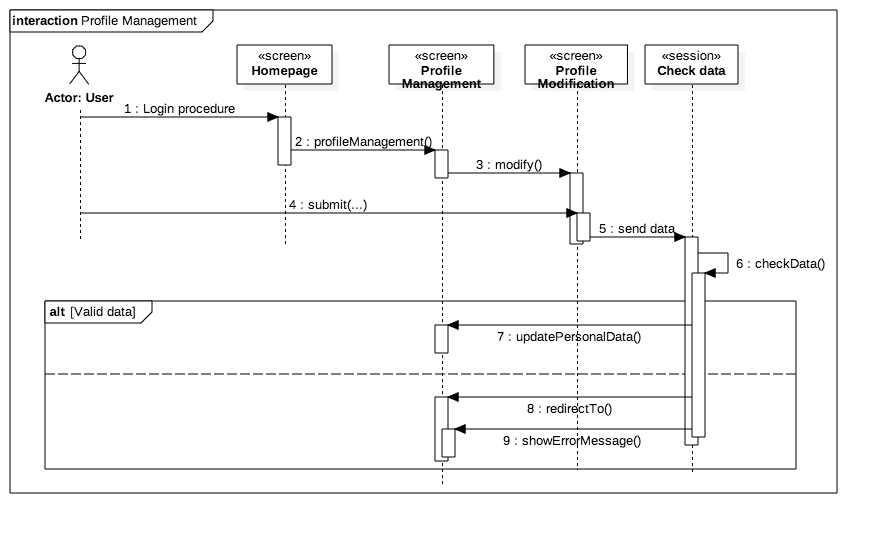 interaction Profile Management
«screen»
Homepage
«screen»
Profile
Management
«screen»
Profile
Modification
«session»
Check data
Actor: User
1 : Login procedure
2 : profileManagement()
3 : modify()
4 : submit(...)
5 : send data
6 : checkData()
alt [Valid data]
7 : updatePersonalData()
8 : redirectTo()
9 : showErrorMessage()